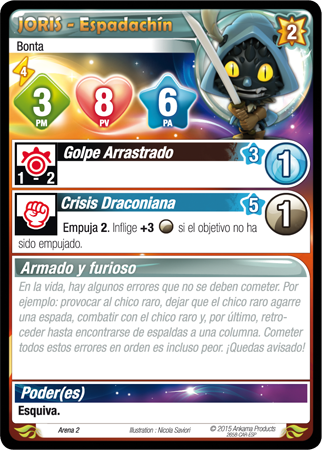 JORIS - Espadachín
2
Bonta
4
3
PM
8
PV
6
PA
Golpe Arrastrado
3
1
1 - 2
Crisis Draconiana
5
1
Empuja 2. Inflige +3 si el objetivo no ha
sido empujado.
Armado y furioso
En la vida, hay algunos errores que no se deben cometer. Por
ejemplo: provocar al chico raro, dejar que el chico raro agarre
una espada, combatir con el chico raro y, por último, retro-
ceder hasta encontrarse de espaldas a una columna. Cometer
todos estos errores en orden es incluso peor. ¡Quedas avisado!
Poder(es)
Esquiva.
Arena 2
Illustration : Nicola Saviori
© 2015 Ankama Products
2658-CAR-ESP